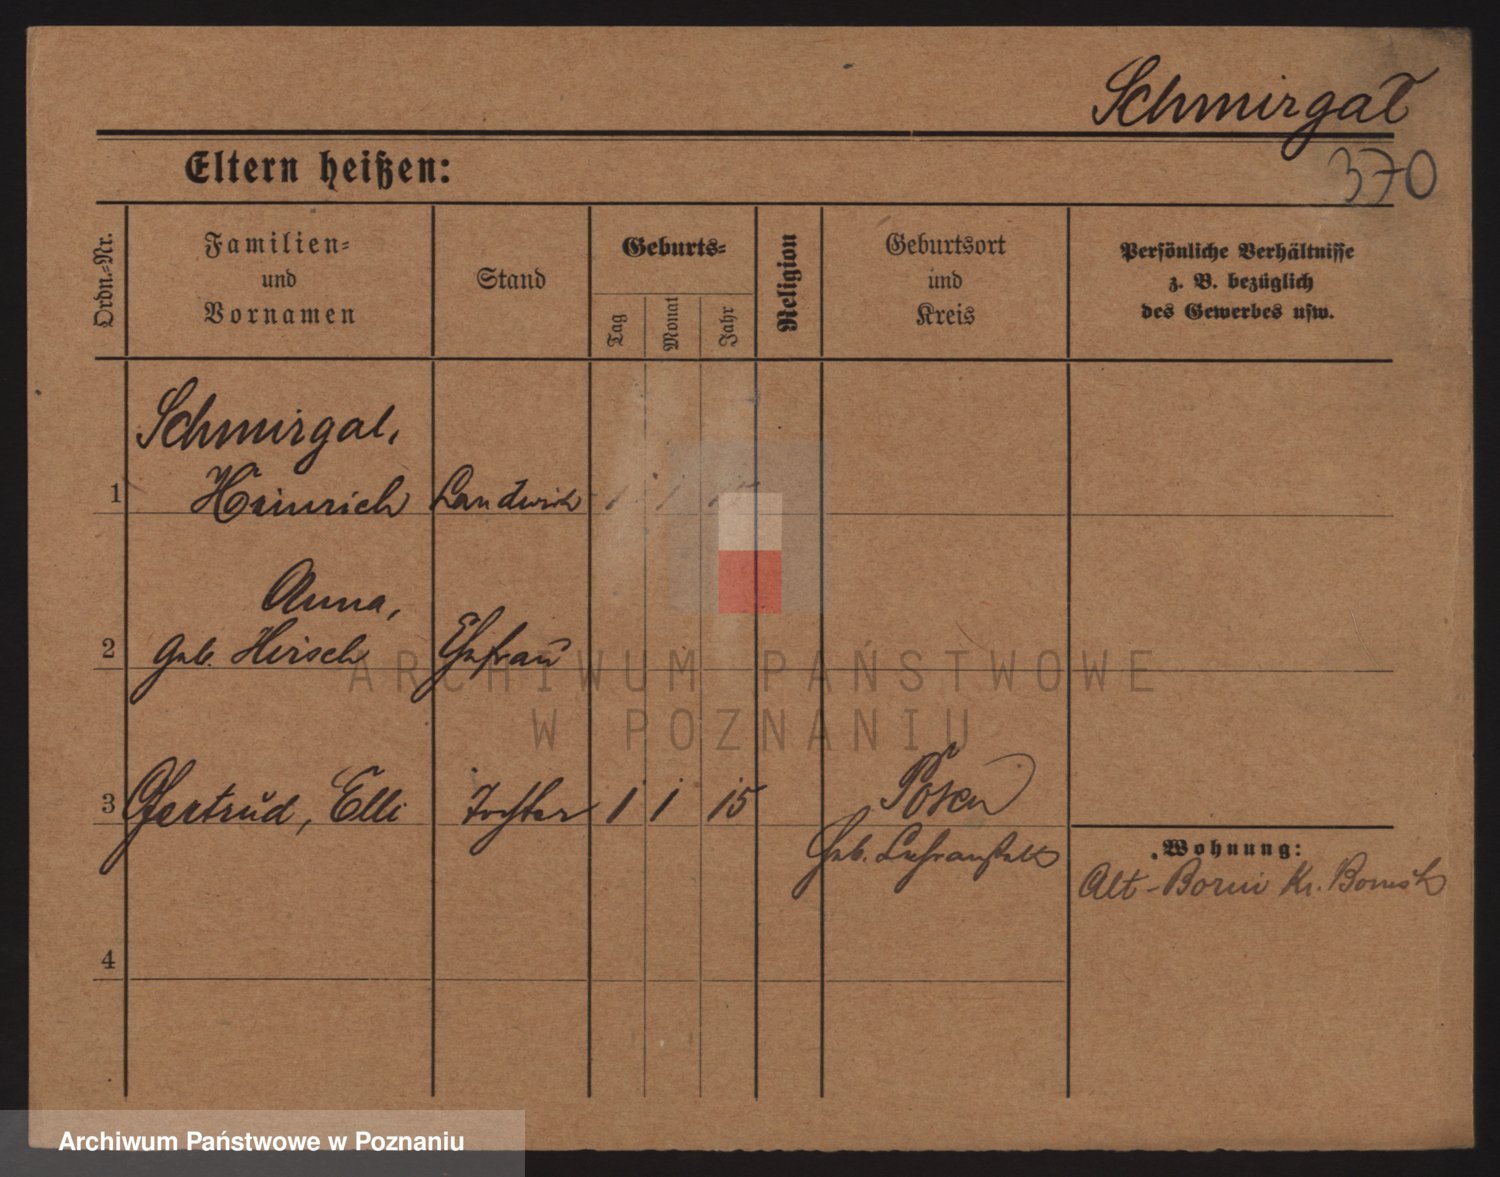 Schmirgal
370
Eltern heißen:
Ordn.-Nr.
Familien-
und
Vornamen
Stand
Geburts-
Tag
Monat
Jahr
Religion
Geburtsort
und
Kreis
Persönliche Verhältnisse
z. B. bezüglich
des Gewerbes usw.
Schmirgal,
1 Heinrich Landwirt
Anna,
2 geb. Hirsch Ehefrau
3 Gertrud, Elli Tochter 1 1 15 Posen
Geb. Lehranstalt
Wohnung:
Alt-Borui Kr. Bomst
4
ARCHIWUM PAŃSTWOWE
W POZNANIU
Archiwum Państwowe w Poznaniu